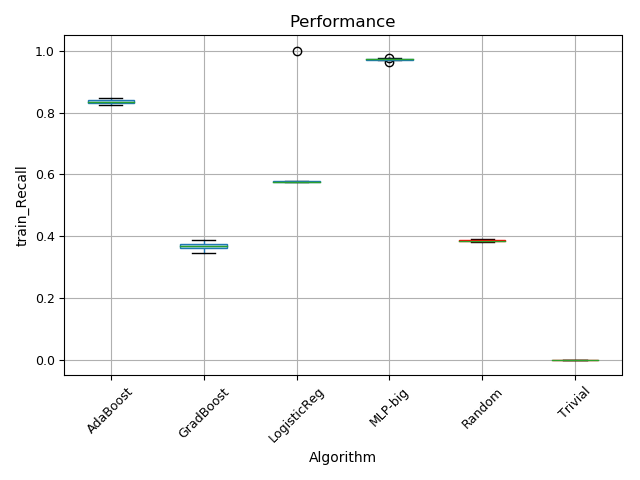 Performance
train_Recall
1.0
0.8
0.6
0.4
0.2
0.0
AdaBoost
GradBoost
LogisticReg
MLP-big
Random
Trivial
Algorithm